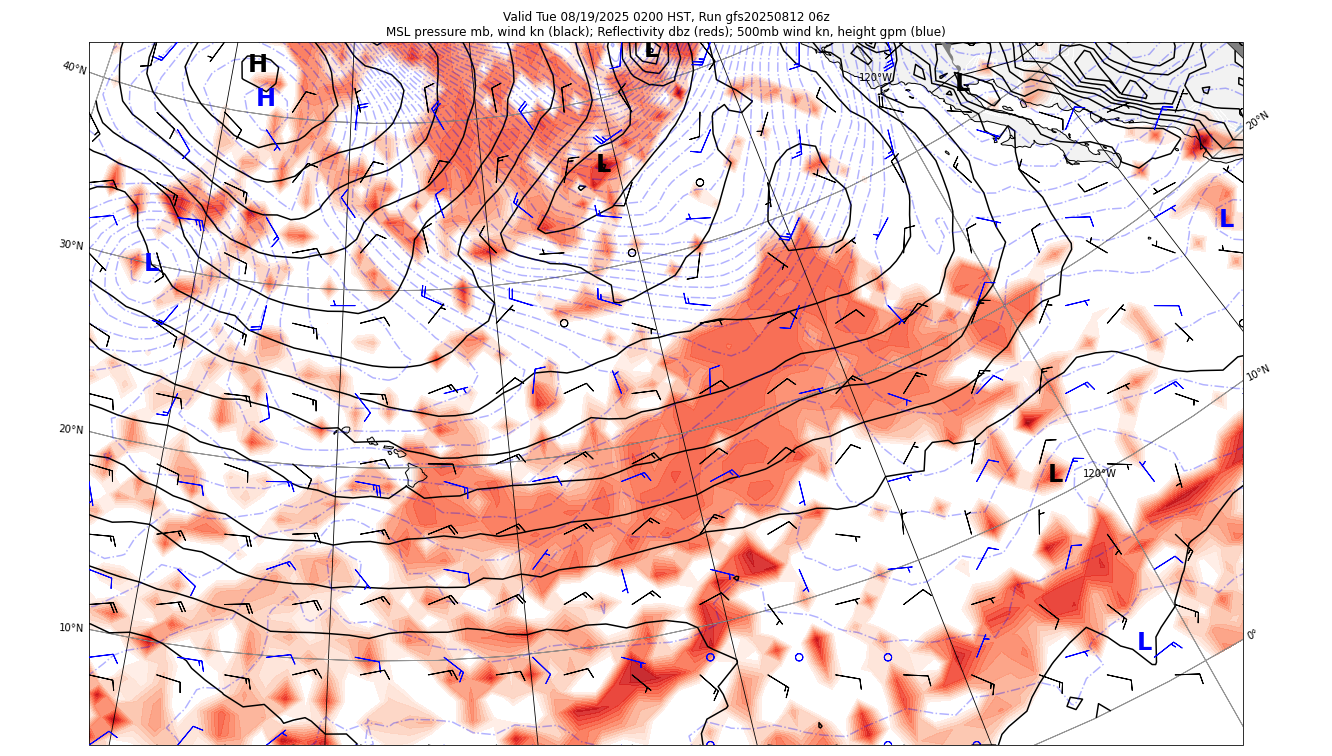 Valid Tue 08/19/2025 0200 HST, Run gfs20250812 06z
MSL pressure mb, wind kn (black); Reflectivity dbz (reds); 500mb wind kn, height gpm (blue)
H
H
L
L
L
120°W
40°N
20°N
L
30°N
L
10°N
20°N
L
120°W
10°N
0°
L